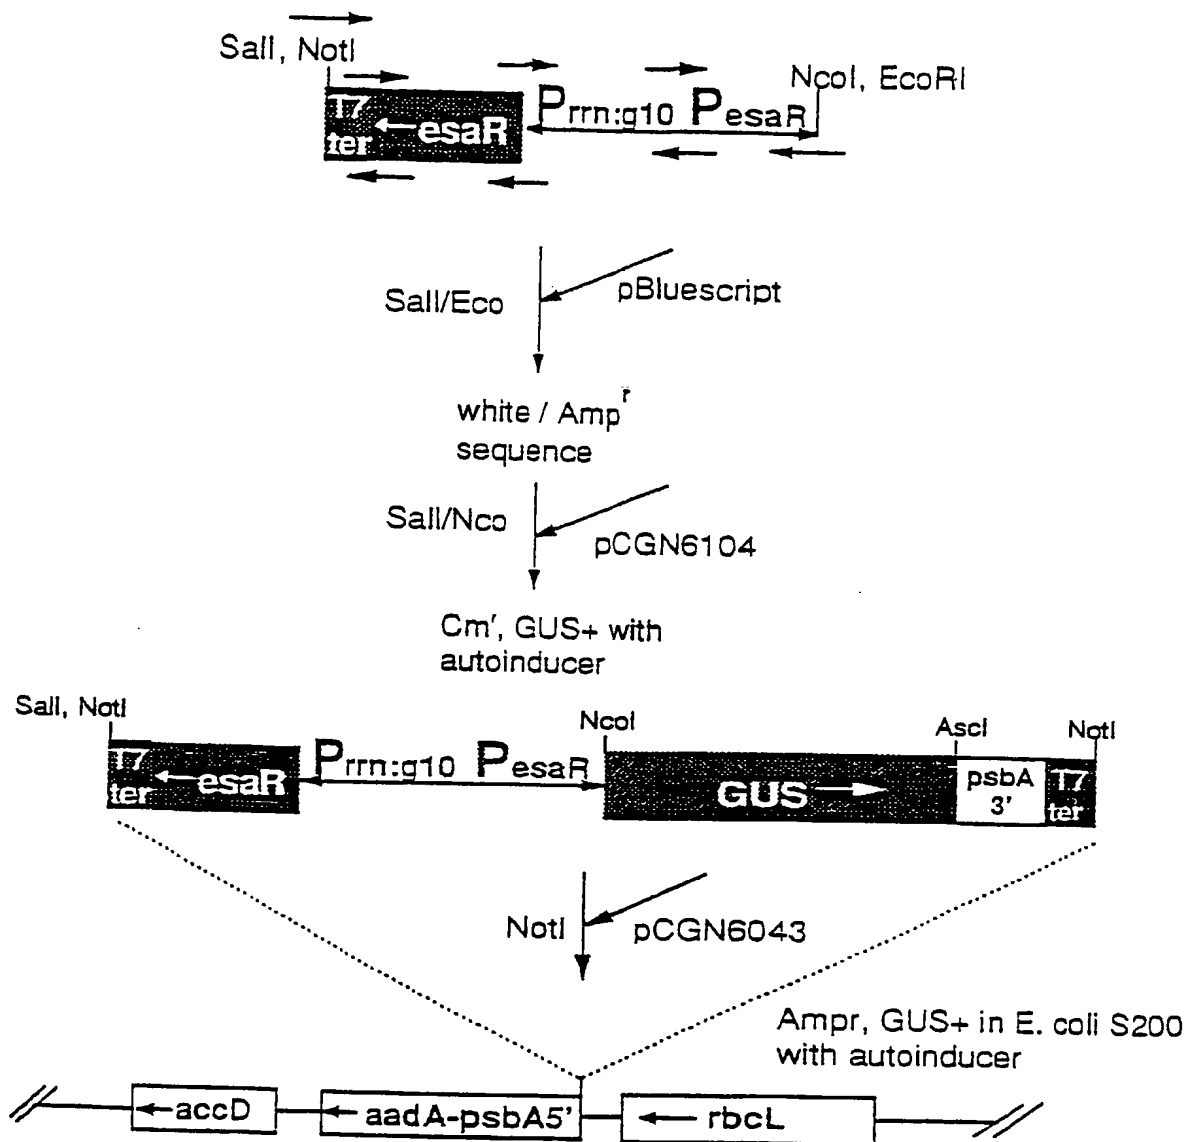 SalI, NotI
NcoI, EcoRI
T7 ter
←esaR
Prrn:g10 PesaR
SalI/Eco
pBluescript
white / Ampr
sequence
SalI/Nco
pCGN6104
Cm', GUS+ with
autoinducer
SalI, NotI
NcoI
AscI
NotI
T7 ter
←esaR
Prrn:g10 PesaR
GUS→
psbA
3'
T7
ter
NotI
pCGN6043
Ampr, GUS+ in E. coli S200
with autoinducer
←accD
←aadA-psbA5'
←rbcL